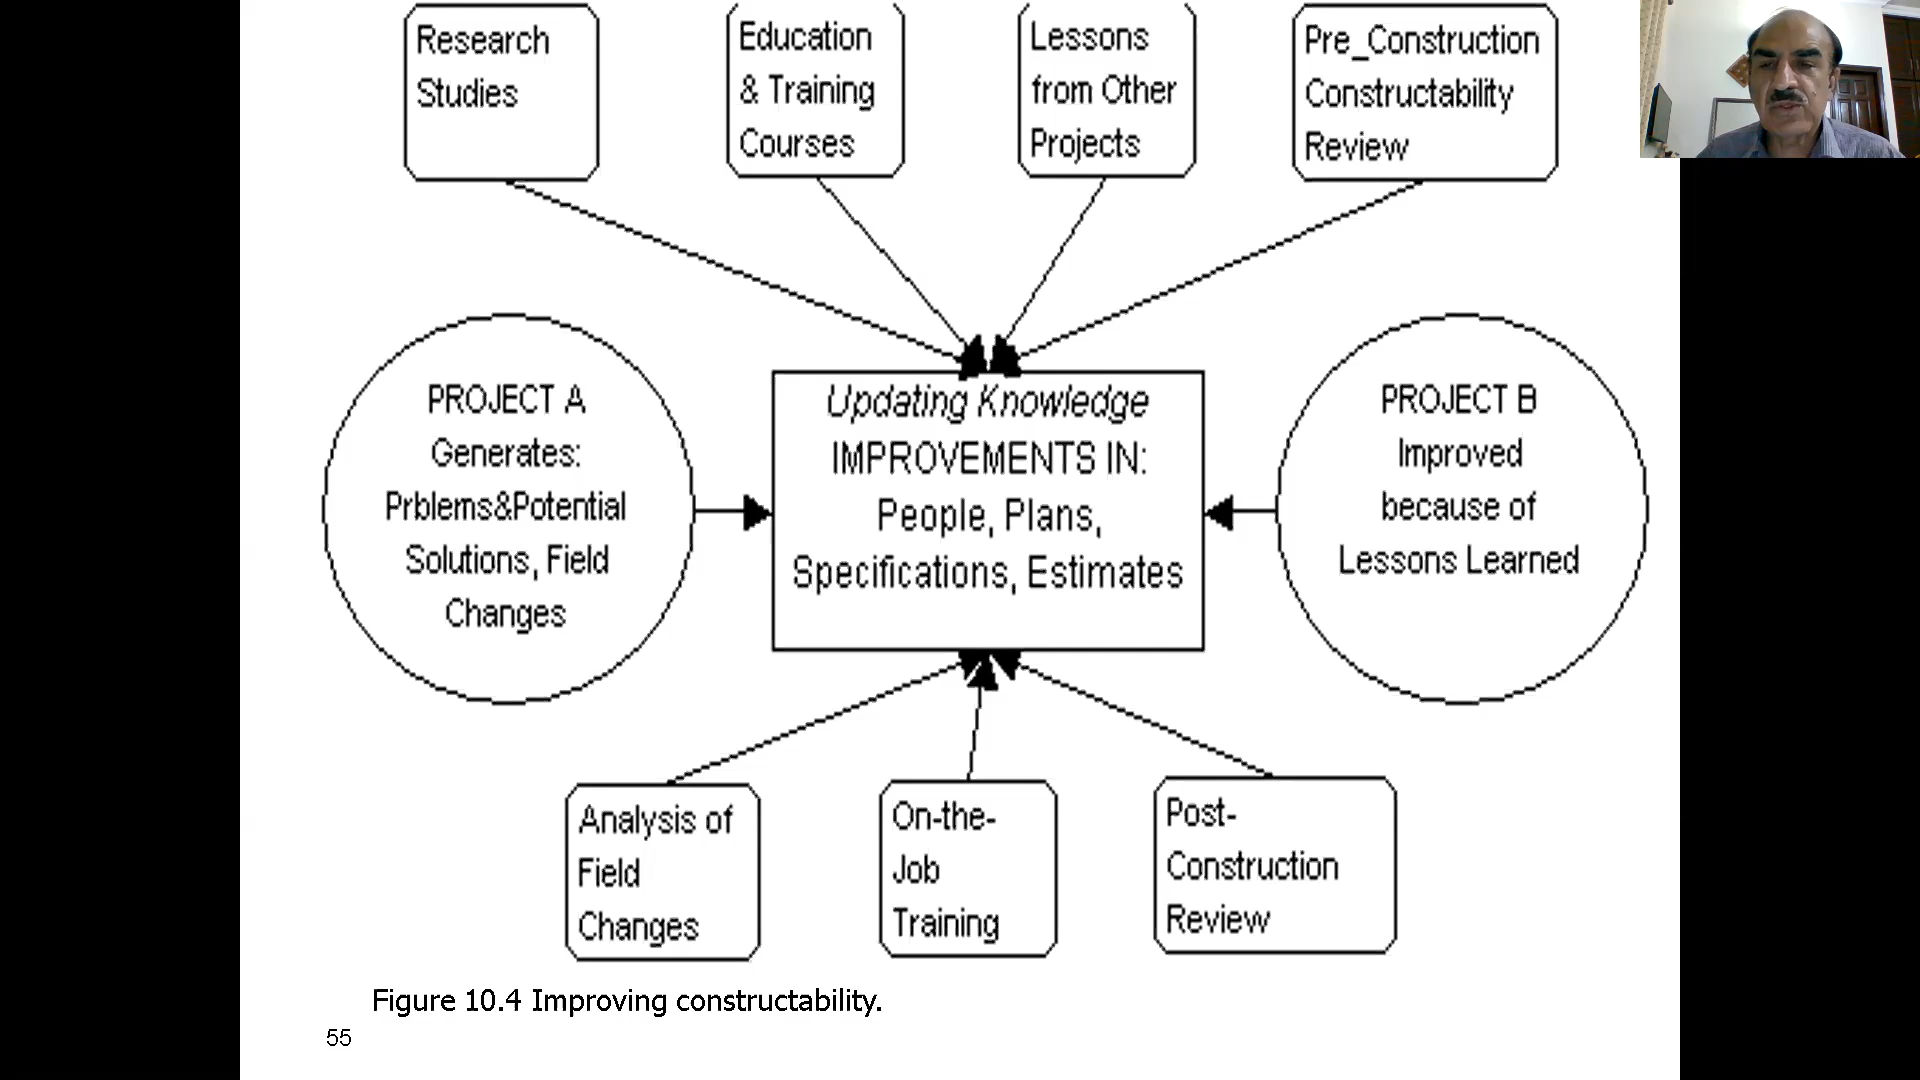 Research
Studies
Education
& Training
Courses
Lessons
from Other
Projects
Pre_Construction
Constructability
Review
PROJECT A
Generates:
Prblems&Potential
Solutions, Field
Changes
Updating Knowledge
IMPROVEMENTS IN:
People, Plans,
Specifications, Estimates
PROJECT B
Improved
because of
Lessons Learned
Analysis of
Field
Changes
On-the-
Job
Training
Post-
Construction
Review
Figure 10.4 Improving constructability.
55